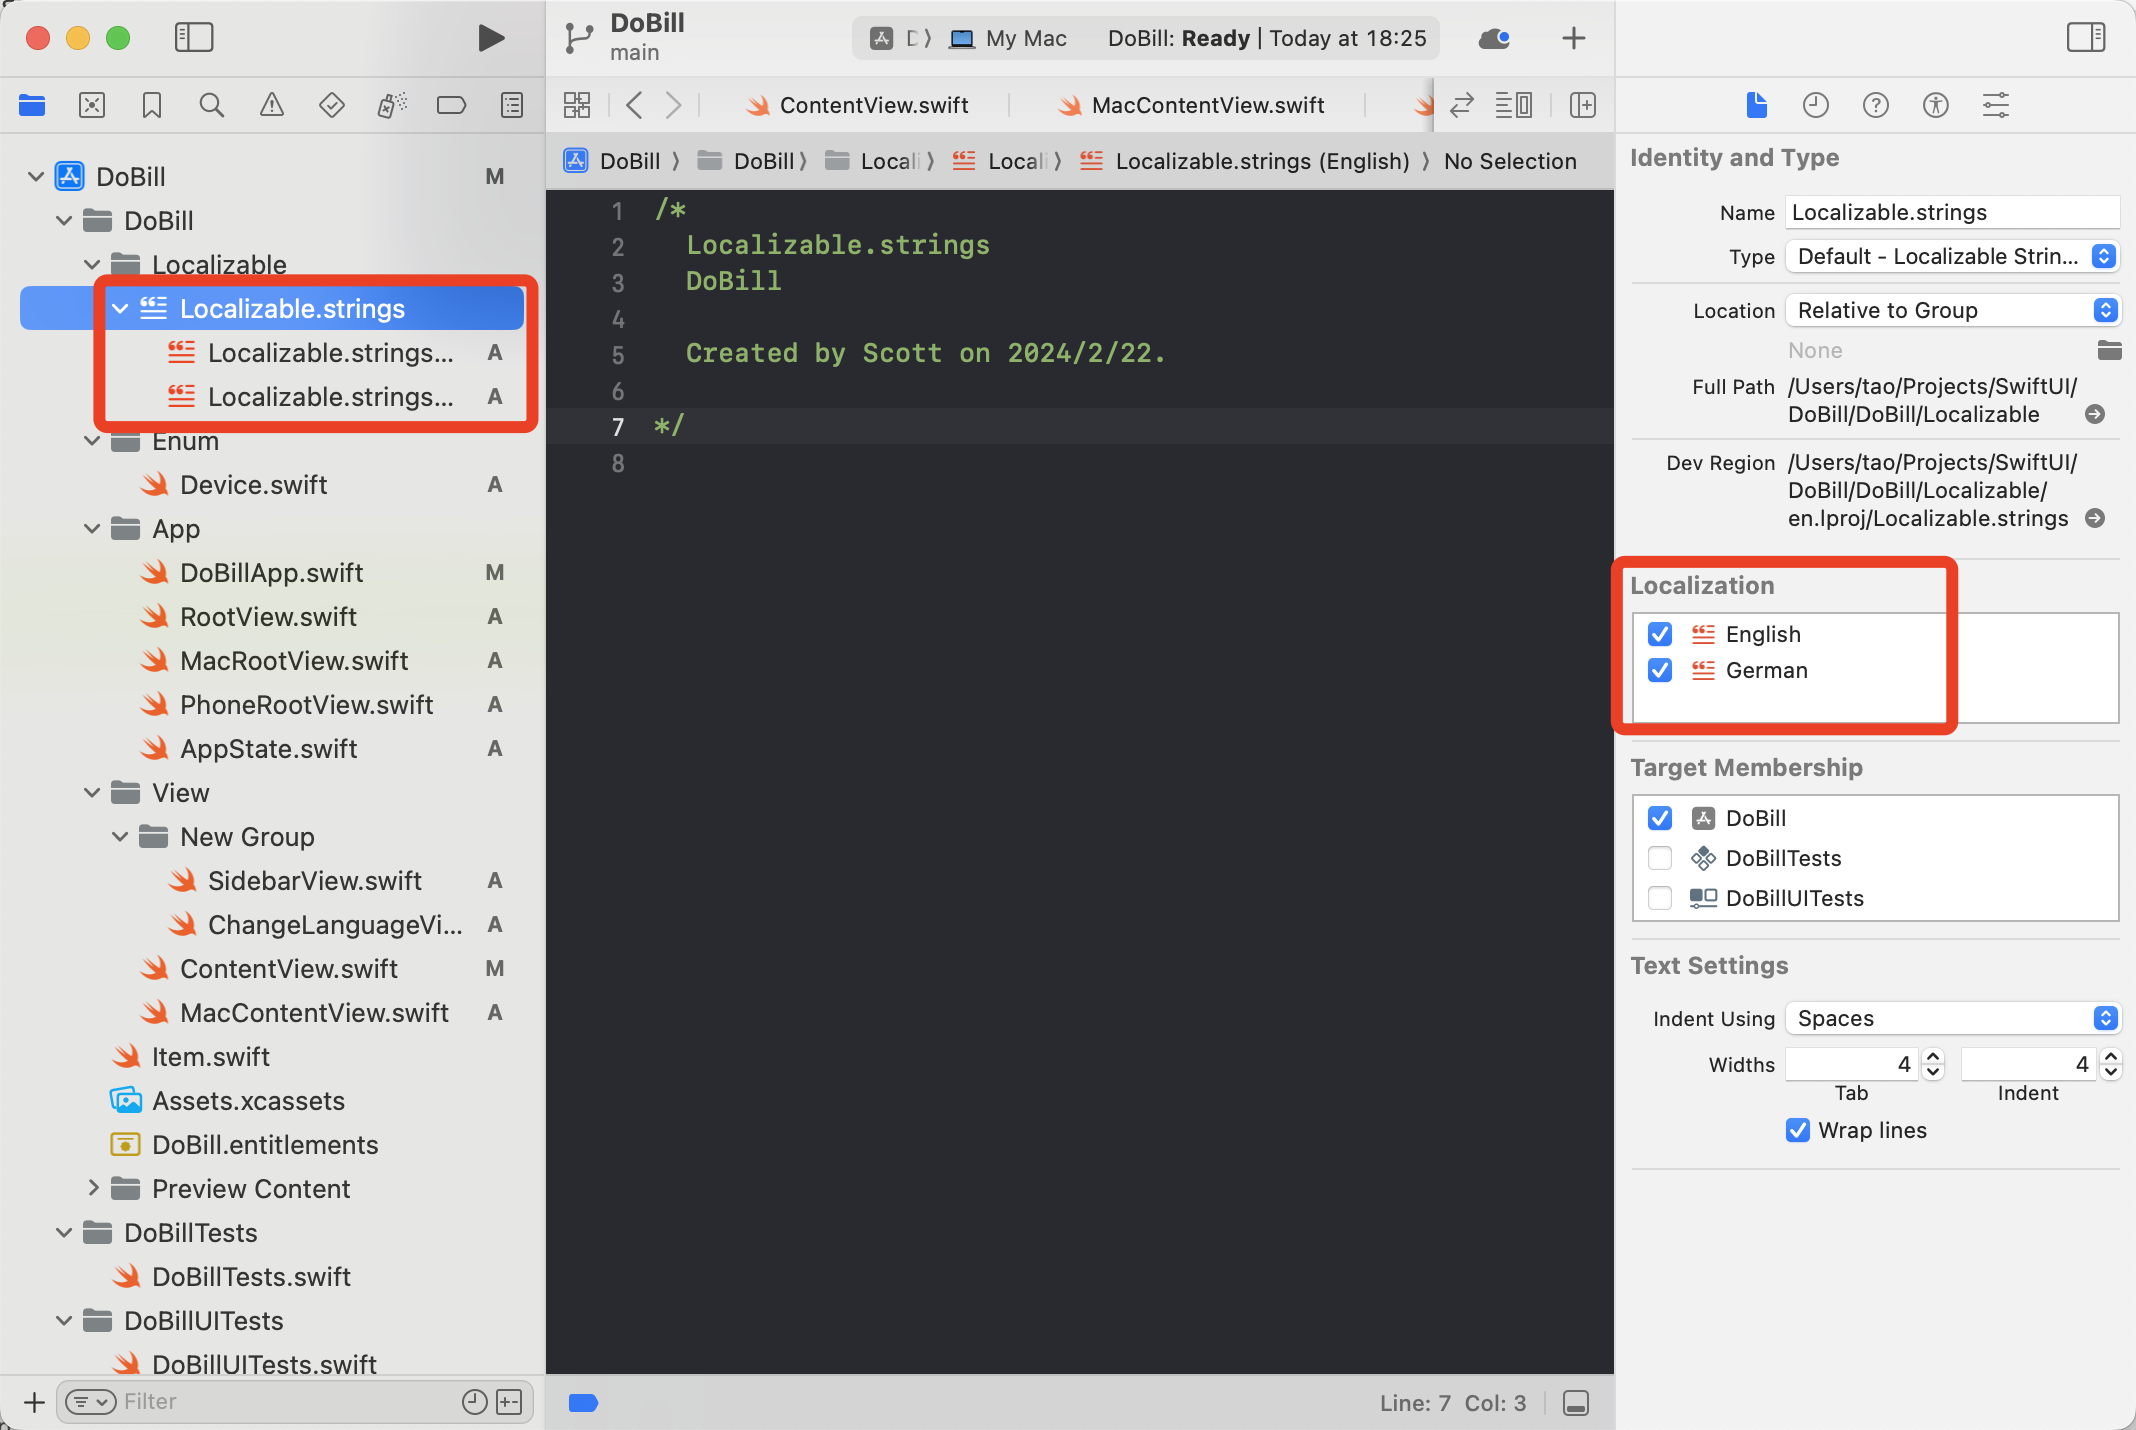 DoBill
main
D
My Mac
DoBill: Ready | Today at 18:25
ContentView.swift
MacContentView.swift
DoBill
DoBill
Locali
Locali
Localizable.strings (English)
No Selection
DoBill M
DoBill
Localizable
Localizable.strings
Localizable.strings... A
Localizable.strings... A
Enum
Device.swift A
App
DoBillApp.swift M
RootView.swift A
MacRootView.swift A
PhoneRootView.swift A
AppState.swift A
View
New Group
SidebarView.swift A
ChangeLanguageVi... A
ContentView.swift M
MacContentView.swift A
Item.swift
Assets.xcassets
DoBill.entitlements
Preview Content
DoBillTests
DoBillTests.swift
DoBillUITests
DoBillUITests.swift
Filter
1 /*
2 Localizable.strings
3 DoBill
4
5 Created by Scott on 2024/2/22.
6
7 */
8
Line: 7 Col: 3
Identity and Type
Name Localizable.strings
Type Default - Localizable Strin...
Location Relative to Group
None
Full Path /Users/tao/Projects/SwiftUI/
DoBill/DoBill/Localizable
Dev Region /Users/tao/Projects/SwiftUI/
DoBill/DoBill/Localizable/
en.lproj/Localizable.strings
Localization
English
German
Target Membership
DoBill
DoBillTests
DoBillUITests
Text Settings
Indent Using Spaces
Widths 4 4
Tab Indent
Wrap lines